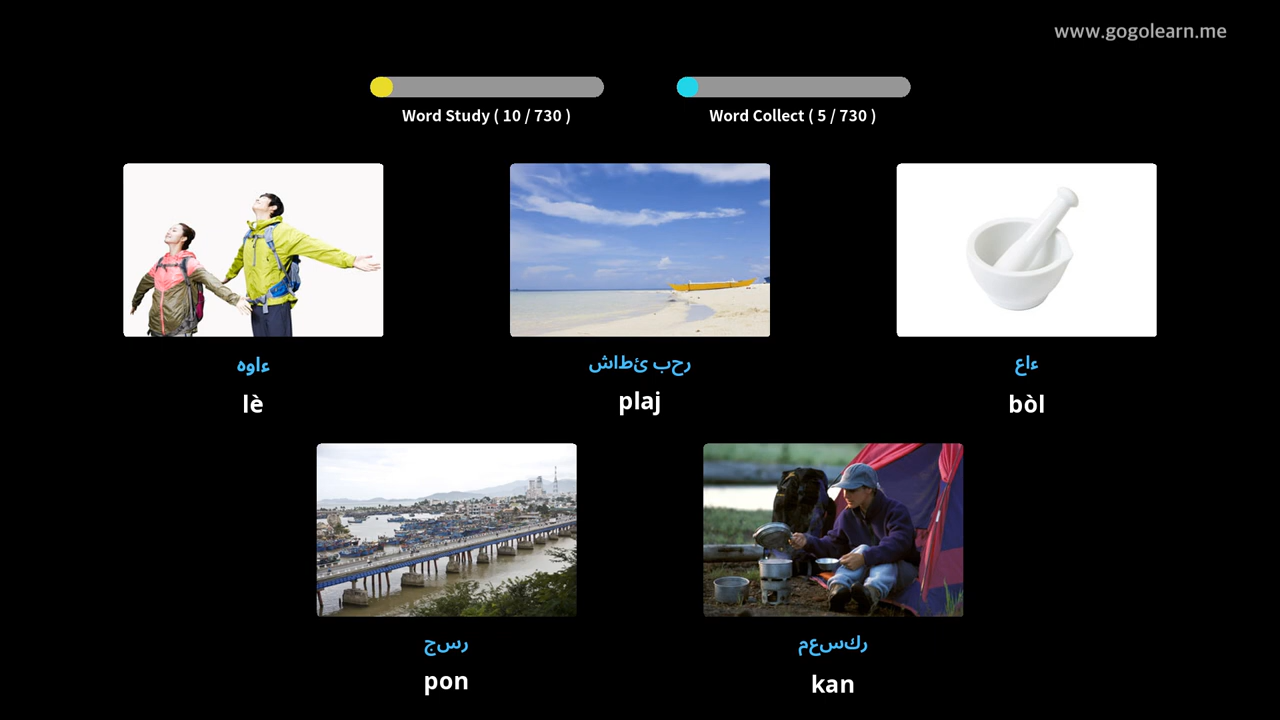 www.gogolearn.me
Word Study ( 10 / 730 )
Word Collect ( 5 / 730 )
ءاوه
رحب ئطاش
ءاع
lè
plaj
bòl
رسج
ركسعم
pon
kan